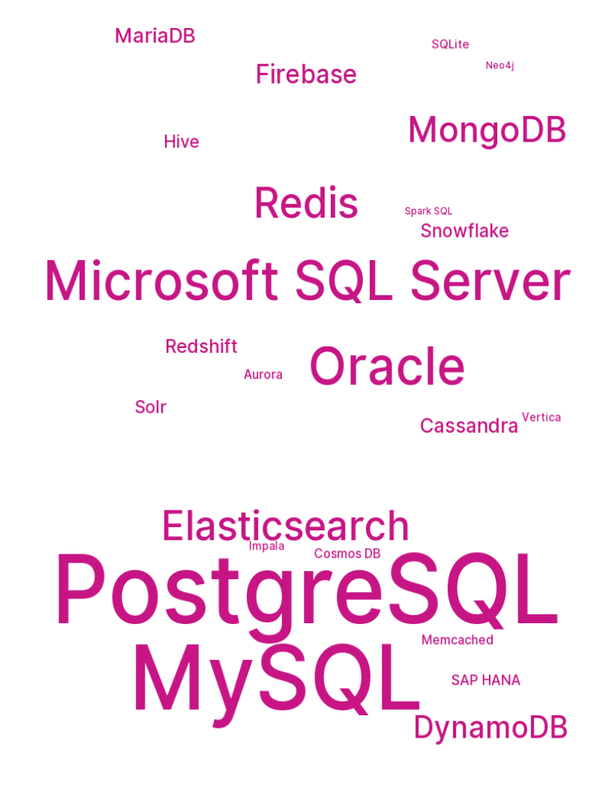 MariaDB
SQLite
Neo4j
Firebase
MongoDB
Hive
Redis
Spark SQL
Snowflake
Microsoft SQL Server
Redshift
Oracle
Aurora
Solr
Vertica
Cassandra
Elasticsearch
Impala
Cosmos DB
PostgreSQL
Memcached
MySQL
SAP HANA
DynamoDB